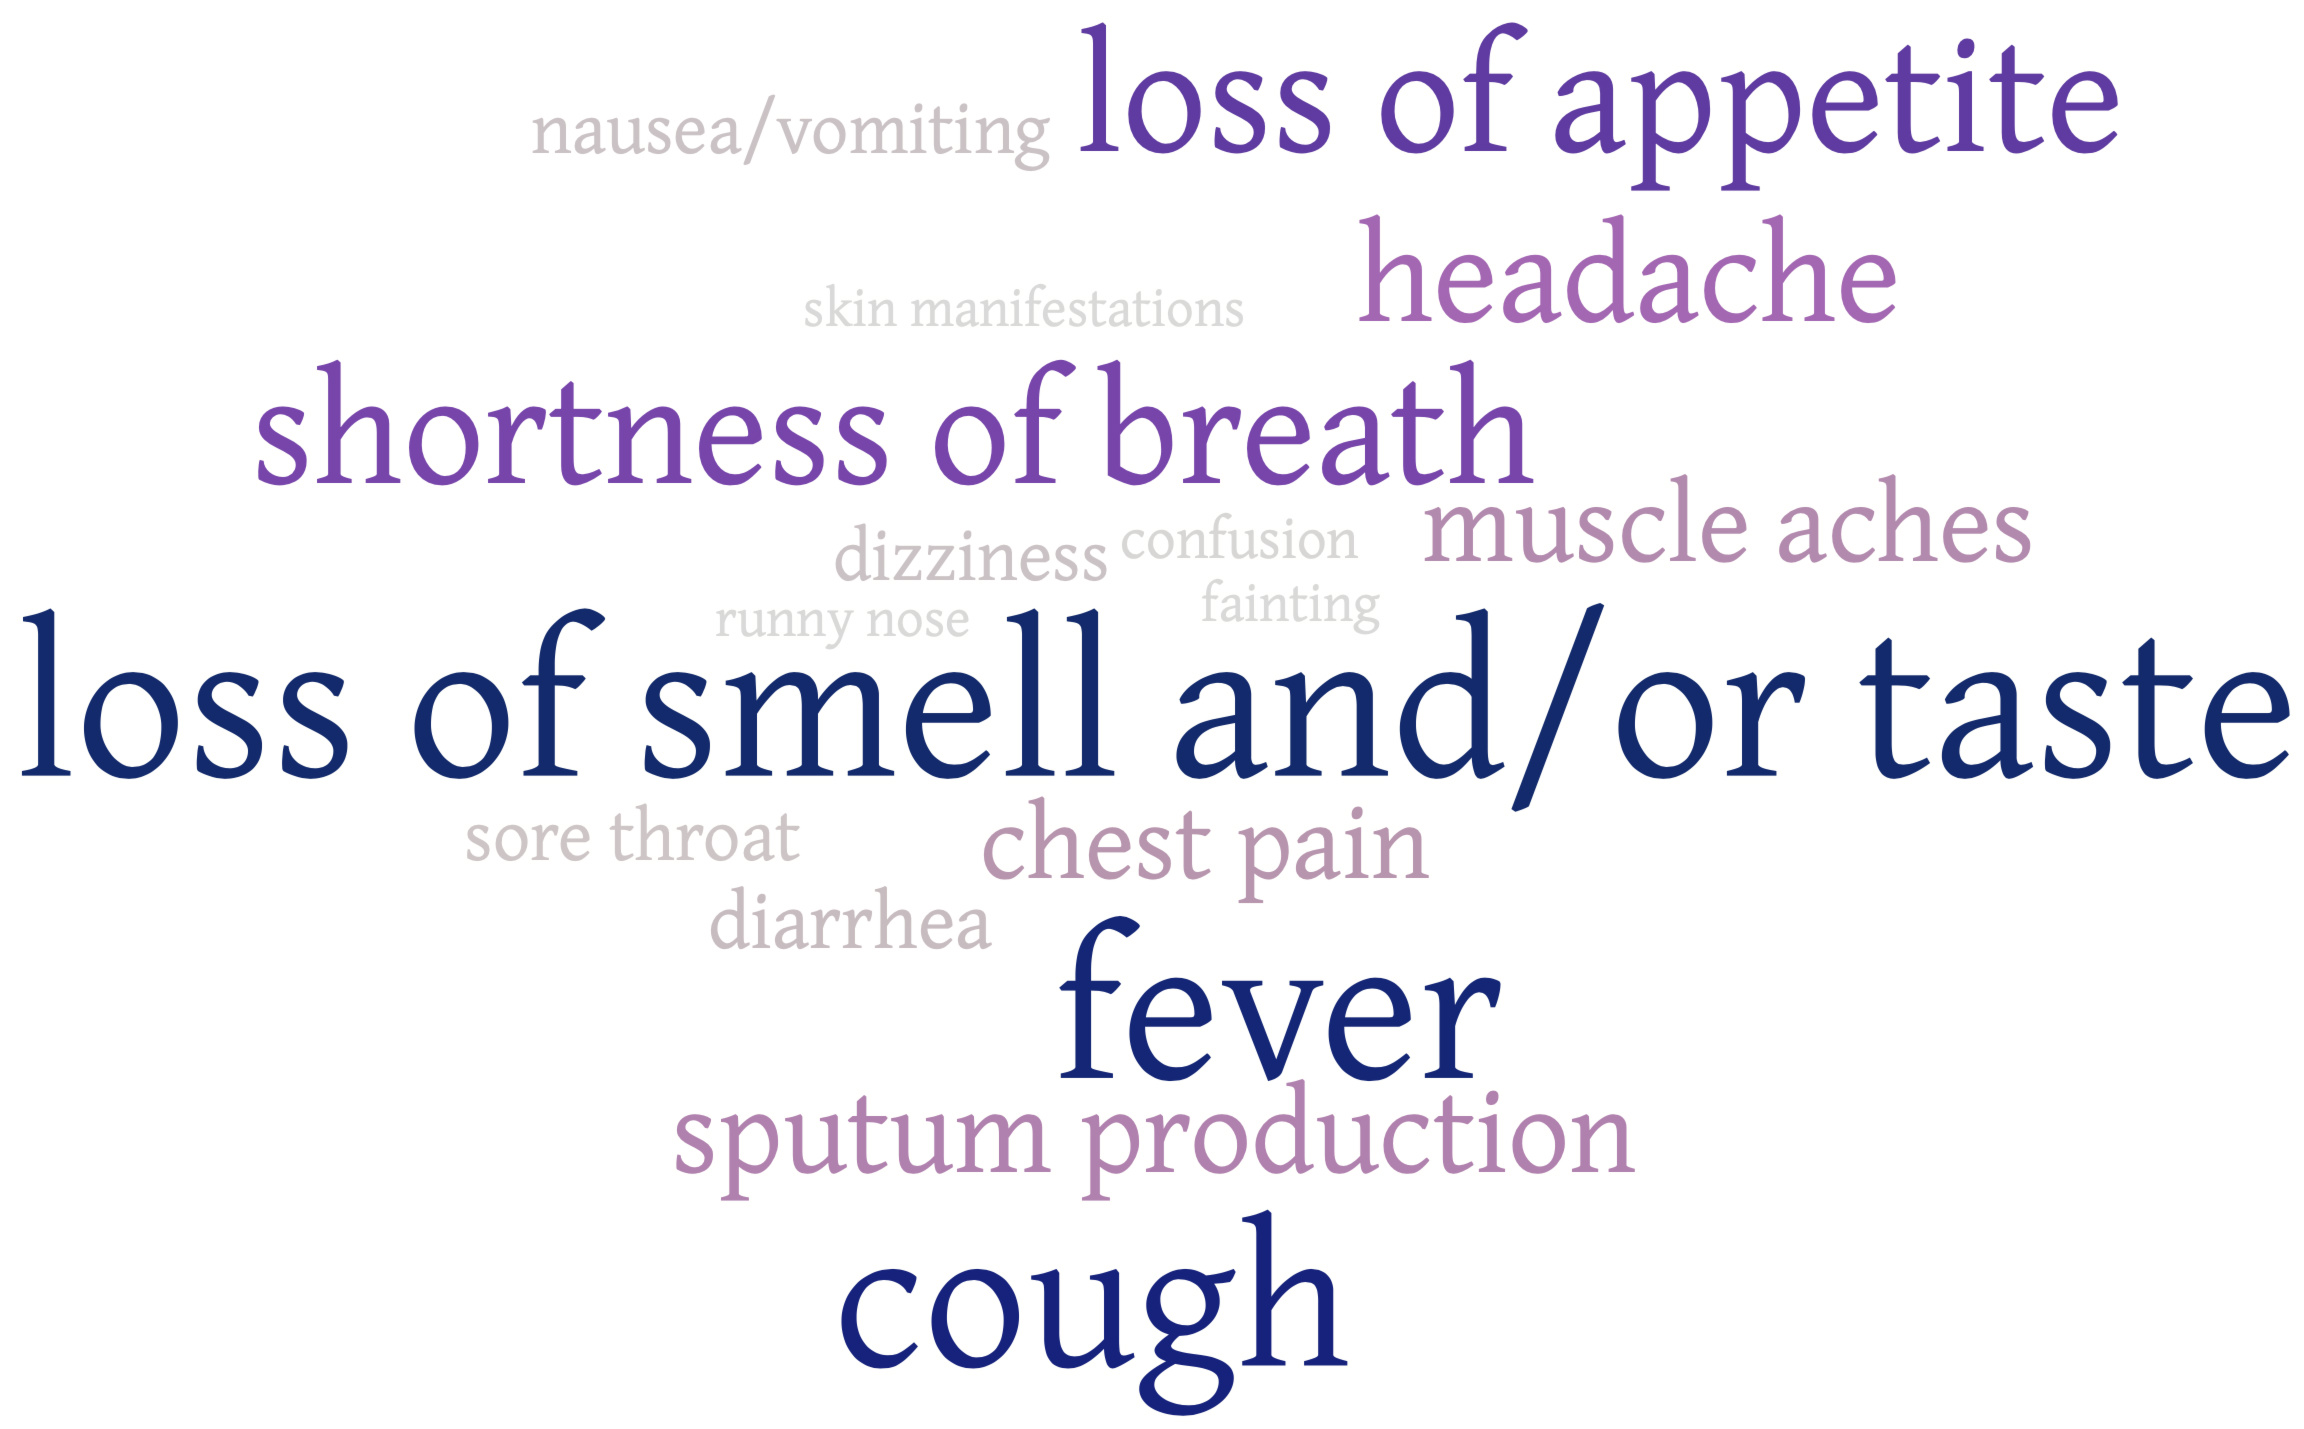 nausea/vomiting loss of appetite
headache
skin manifestations
shortness of breath
muscle aches
dizziness confusion
runny nose fainting
loss of smell and/or taste
sore throat chest pain
diarrhea
fever
sputum production
cough